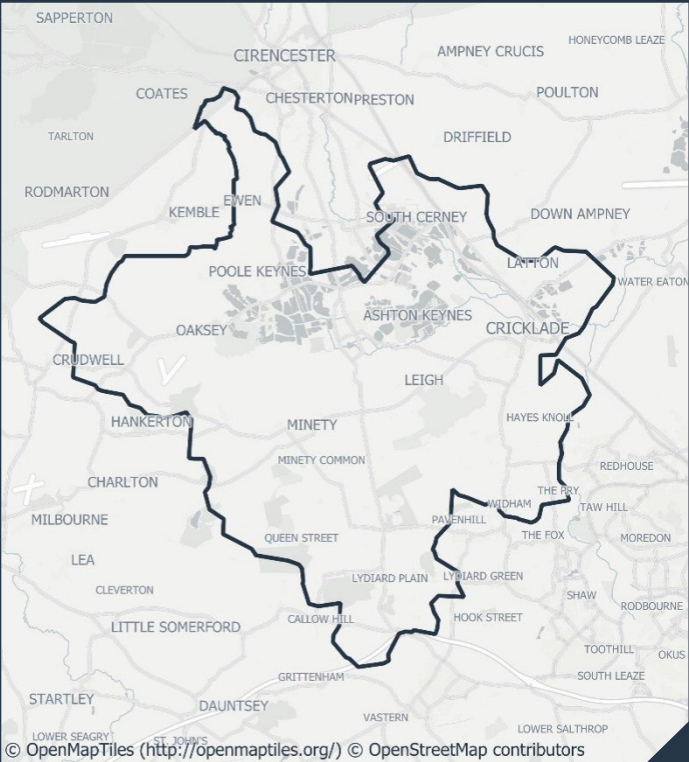 SAPPERTON
HONEYCOMB LEAZE
AMPNEY CRUCIS
CIRENCESTER
COATES
CHESTERTON
PRESTON
POULTON
TARLTON
DRIFFIELD
RODMARTON
EWEN
KEMBLE
SOUTH CERNEY
DOWN AMPNEY
LATTON
POOLE KEYNES
WATER EATON
ASHTON KEYNES
OAKSEY
CRICKLADE
CRUDWELL
LEIGH
HANKERTON
MINETY
HAYES KNOLL
MINETY COMMON
REDHOUSE
CHARLTON
THE PRY
WIDHAM
TAW HILL
MILBOURNE
PAVENHILL
QUEEN STREET
THE FOX
MOREDON
LEA
LYDIARD PLAIN
LYDIARD GREEN
CLEVERTON
SHAW
RODBOURNE
CALLOW HILL
HOOK STREET
LITTLE SOMERFORD
TOOTHILL
OKUS
GRITTENHAM
SOUTH LEAZE
STARTLEY
DAUNTSEY
VASTERN
LOWER SALTHROP
LOWER SEAGRY
ST. JOHN'S
© OpenMapTiles (http://openmaptiles.org/) © OpenStreetMap contributors